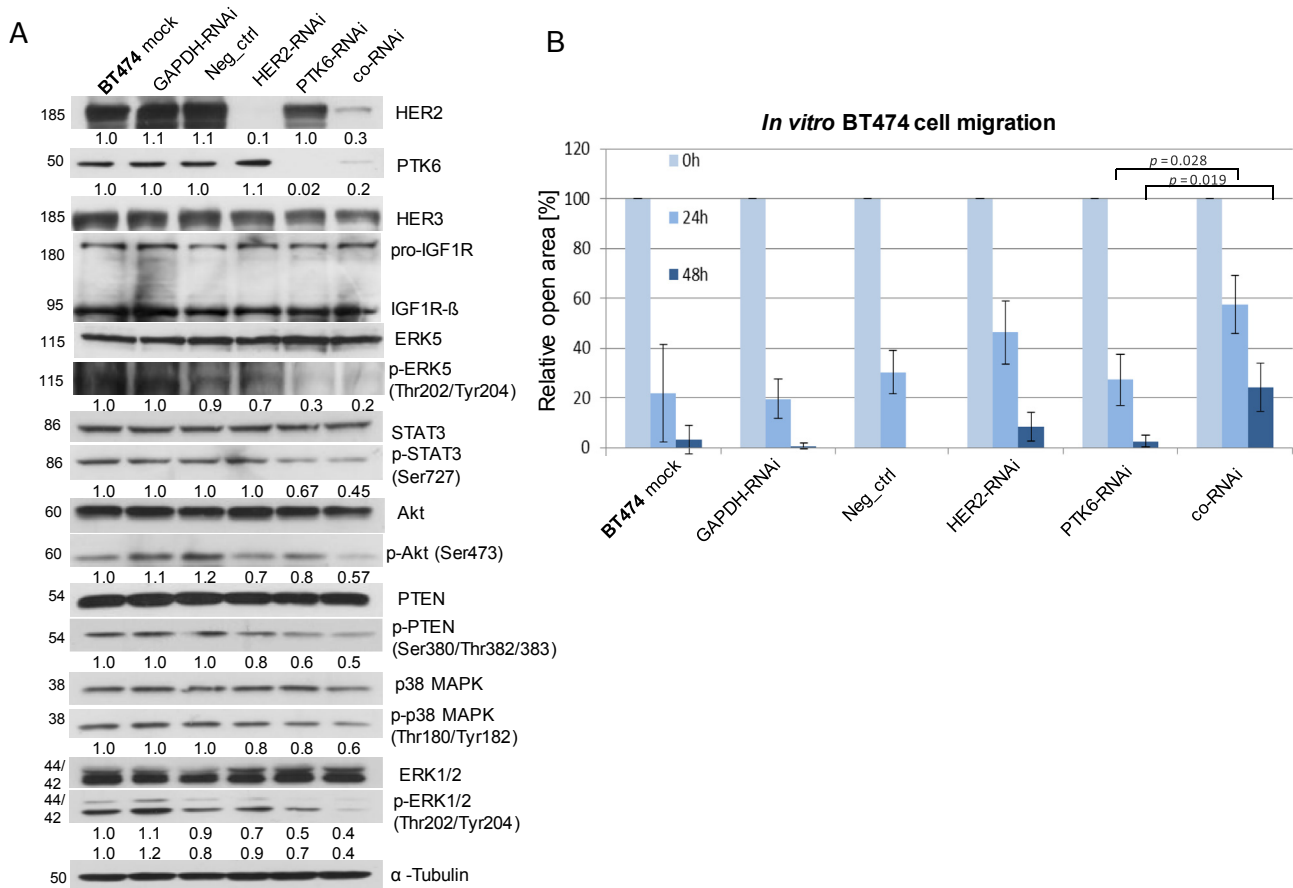 A
BT474 mock
GAPDH-RNAi
Neg_ctrl
HER2-RNAi
PTK6-RNAi
co-RNAi
185
HER2
1.0 1.1 1.1 0.1 1.0 0.3
50
PTK6
1.0 1.0 1.0 1.1 0.02 0.2
185
HER3
pro-IGF1R
180
95
IGF1R-ß
115
ERK5
p-ERK5
115
(Thr202/Tyr204)
1.0 1.0 0.9 0.7 0.3 0.2
86
STAT3
p-STAT3
86
(Ser727)
1.0 1.0 1.0 1.0 0.67 0.45
60
Akt
60
p-Akt (Ser473)
1.0 1.1 1.2 0.7 0.8 0.57
54
PTEN
p-PTEN
54
(Ser380/Thr382/383)
1.0 1.0 1.0 0.8 0.6 0.5
38
p38 MAPK
38
p-p38 MAPK
(Thr180/Tyr182)
1.0 1.0 1.0 0.8 0.8 0.6
44/
42
ERK1/2
44/
42
p-ERK1/2
(Thr202/Tyr204)
1.0 1.1 0.9 0.7 0.5 0.4
1.0 1.2 0.8 0.9 0.7 0.4
50
α -Tubulin
B
In vitro BT474 cell migration
Relative open area [%]
120
100
80
60
40
20
0
0h
24h
48h
p = 0.028
p = 0.019
BT474 mock
GAPDH-RNAi
Neg_ctrl
HER2-RNAi
PTK6-RNAi
co-RNAi